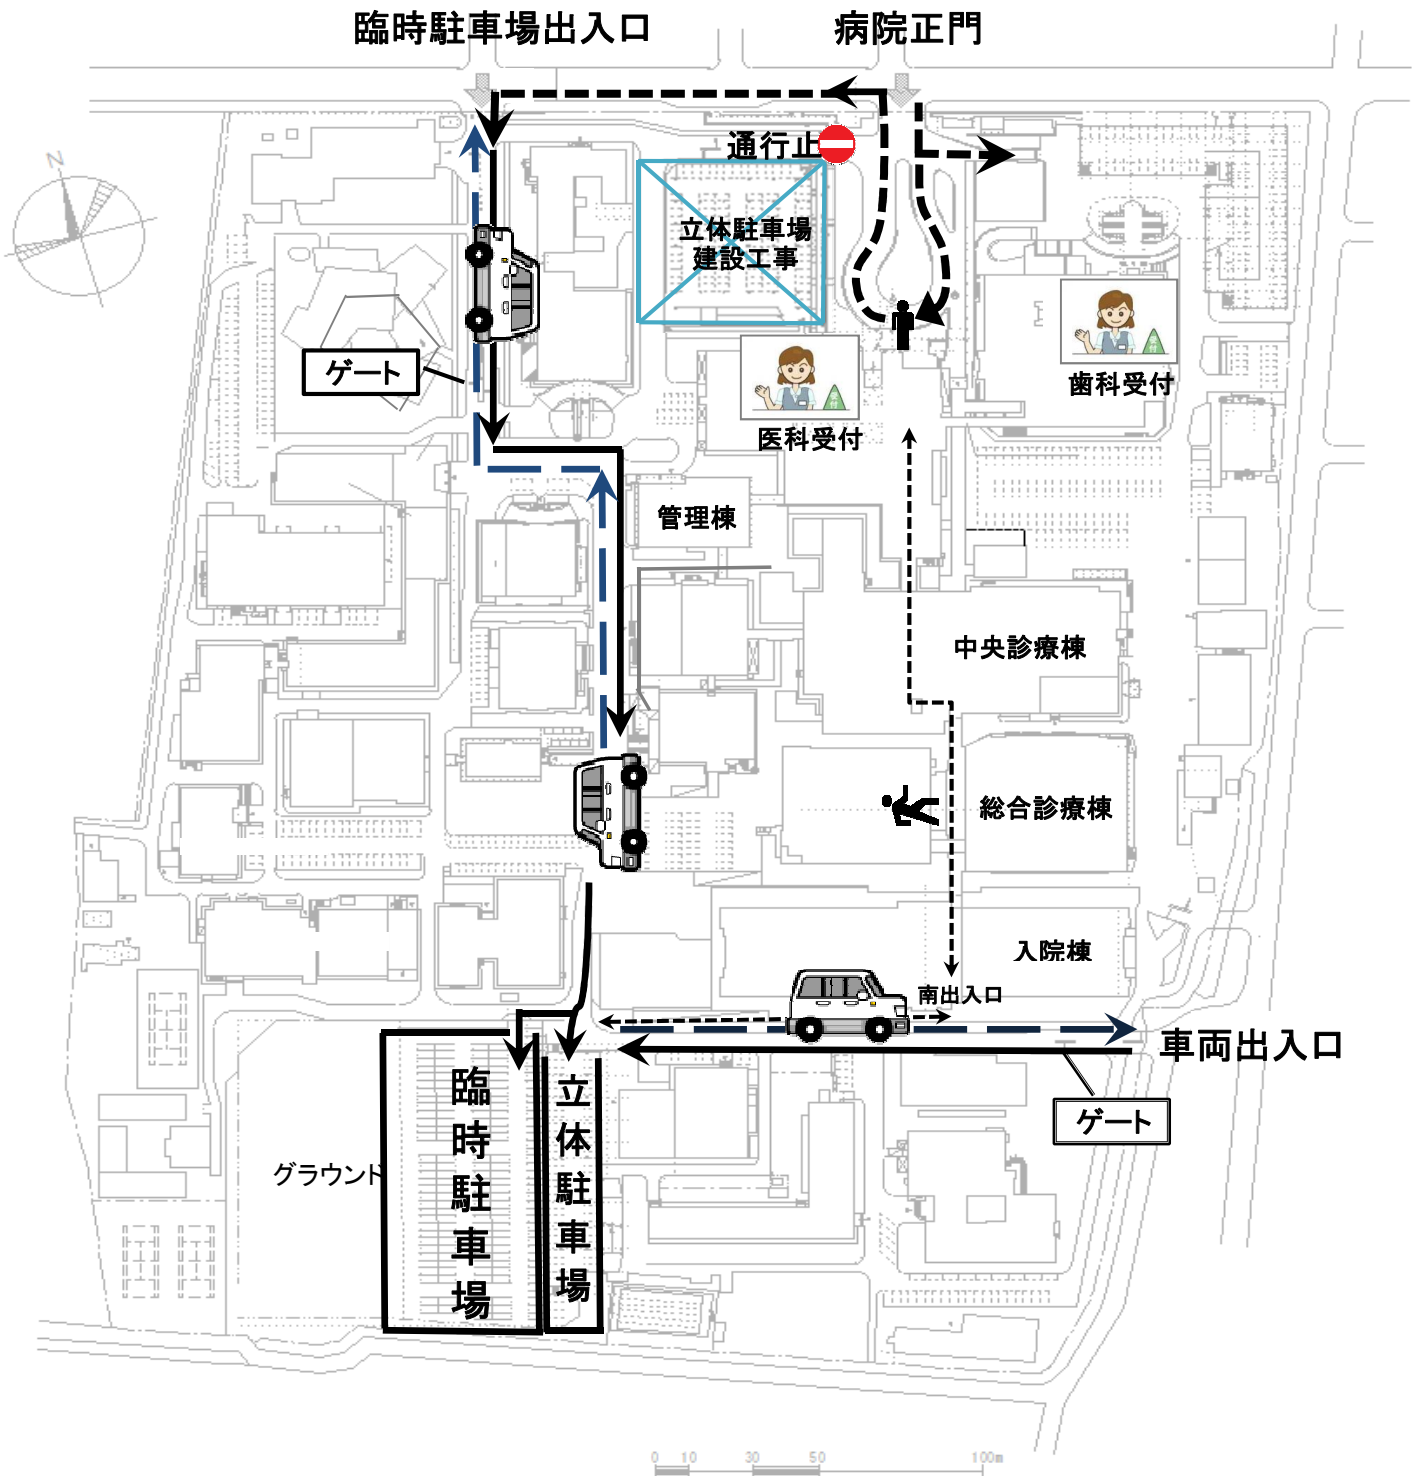 臨時駐車場出入口
病院正門
通行止
N
立体駐車場
建設工事
ゲート
歯科受付
医科受付
管理棟
中央診療棟
総合診療棟
入院棟
南出入口
車両出入口
ゲート
臨時駐車場
立体駐車場
グラウンド
0 10 30 50 100m